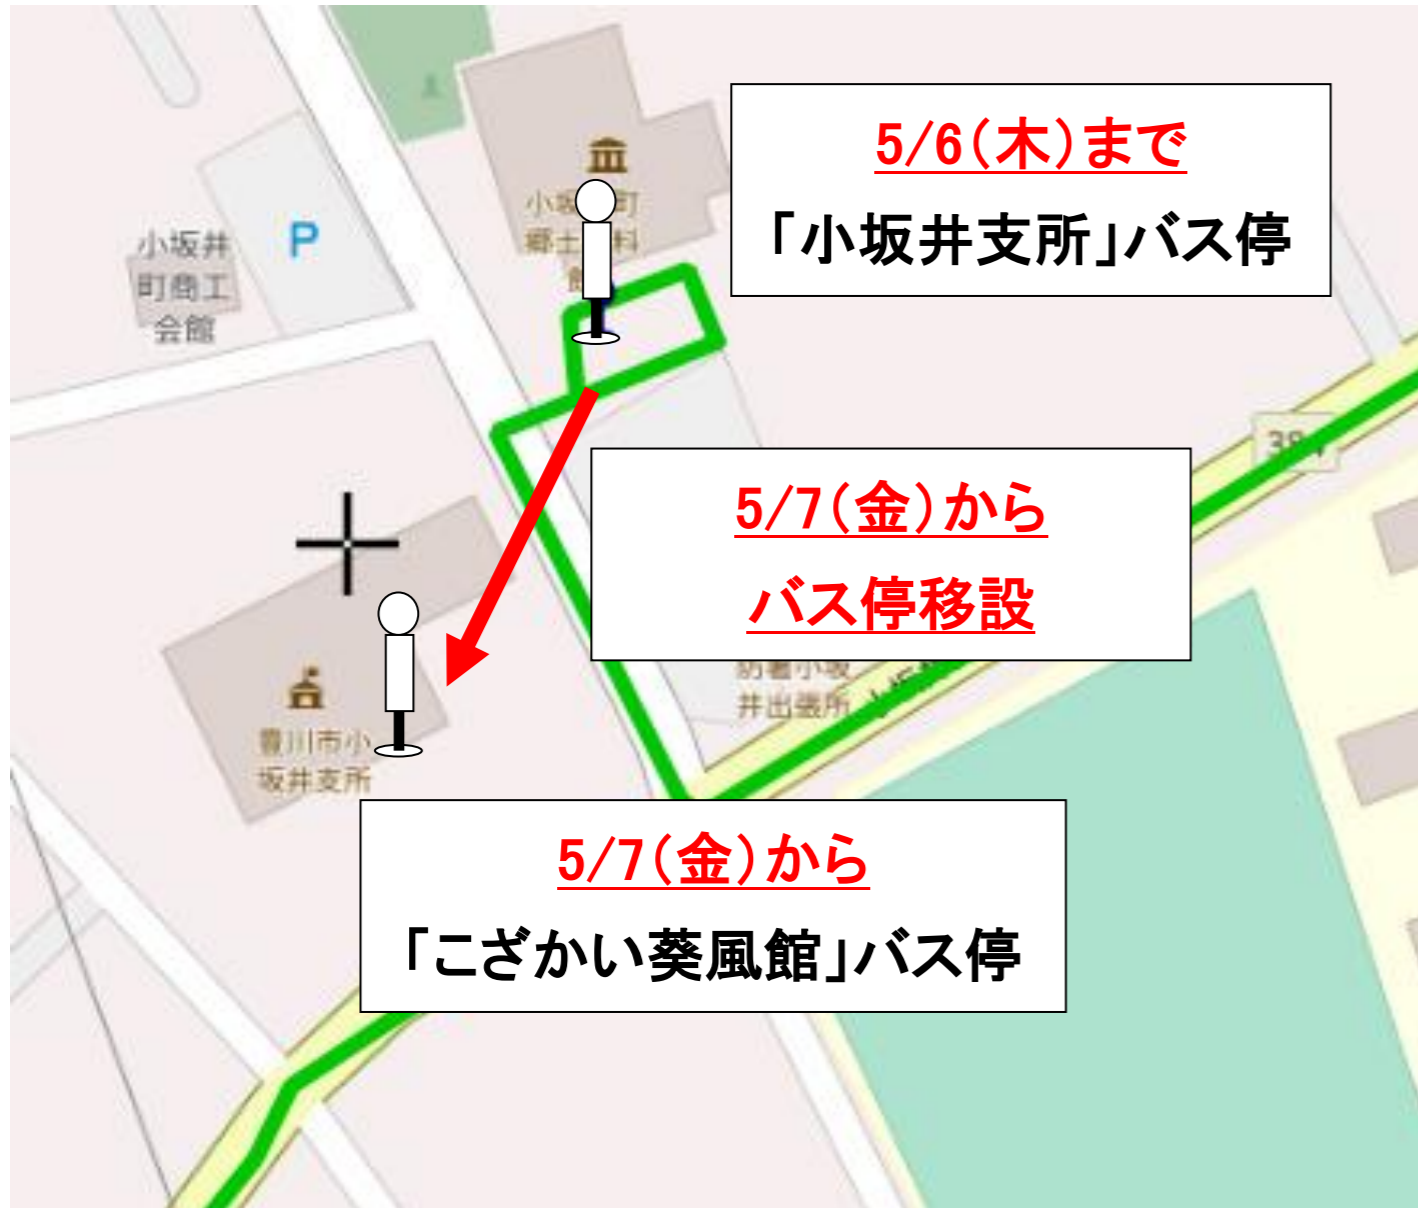 5/6(木)まで
「小坂井支所」バス停
小坂井
町商工
会館
P
5/7(金)から
バス停移設
井出張所
豊川市小
坂井支所
5/7(金)から
「こざかい葵風館」バス停